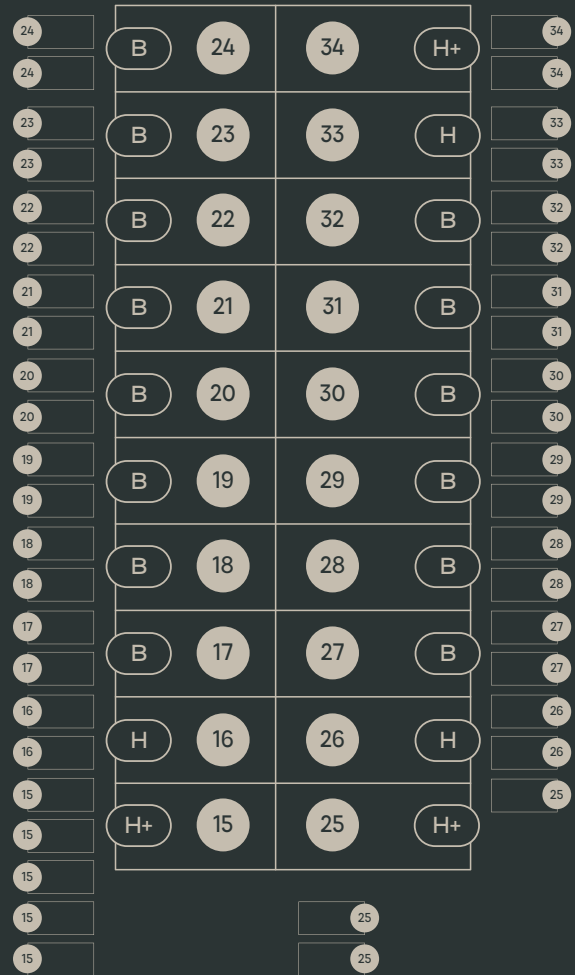 24 34
B 24 34 H+
24 34
23 33
B 23 33 H
23 33
22 32
B 22 32 B
22 32
21 31
B 21 31 B
21 31
20 30
B 20 30 B
20 30
19 29
B 19 29 B
19 29
18 28
B 18 28 B
18 28
17 27
B 17 27 B
17 27
16 26
H 16 26 H
16 26
15 25
H+ 15 25 H+
15
15
15 25
15 25